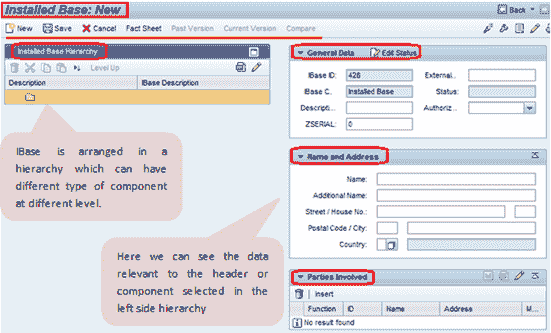 Installed Base: New
Back
New Save Cancel Fact Sheet Past Version Current Version Compare
Installed Base Hierarchy
Level Up
Description IBase Description
IBase is arranged in a
hierarchy which can have
different type of component
at different level.
Here we can see the data
relevant to the header or
component selected in the
left side hierarchy
General Data Edit Status
IBase ID: 428 External...
IBase C. Installed Base Status:
Descripti... Authoriz...
ZSERIAL: 0
Name and Address
Name:
Additional Name:
Street / House No.:
Postal Code / City:
Country:
Parties Involved
Insert
Function ID Name Address M...
No result found